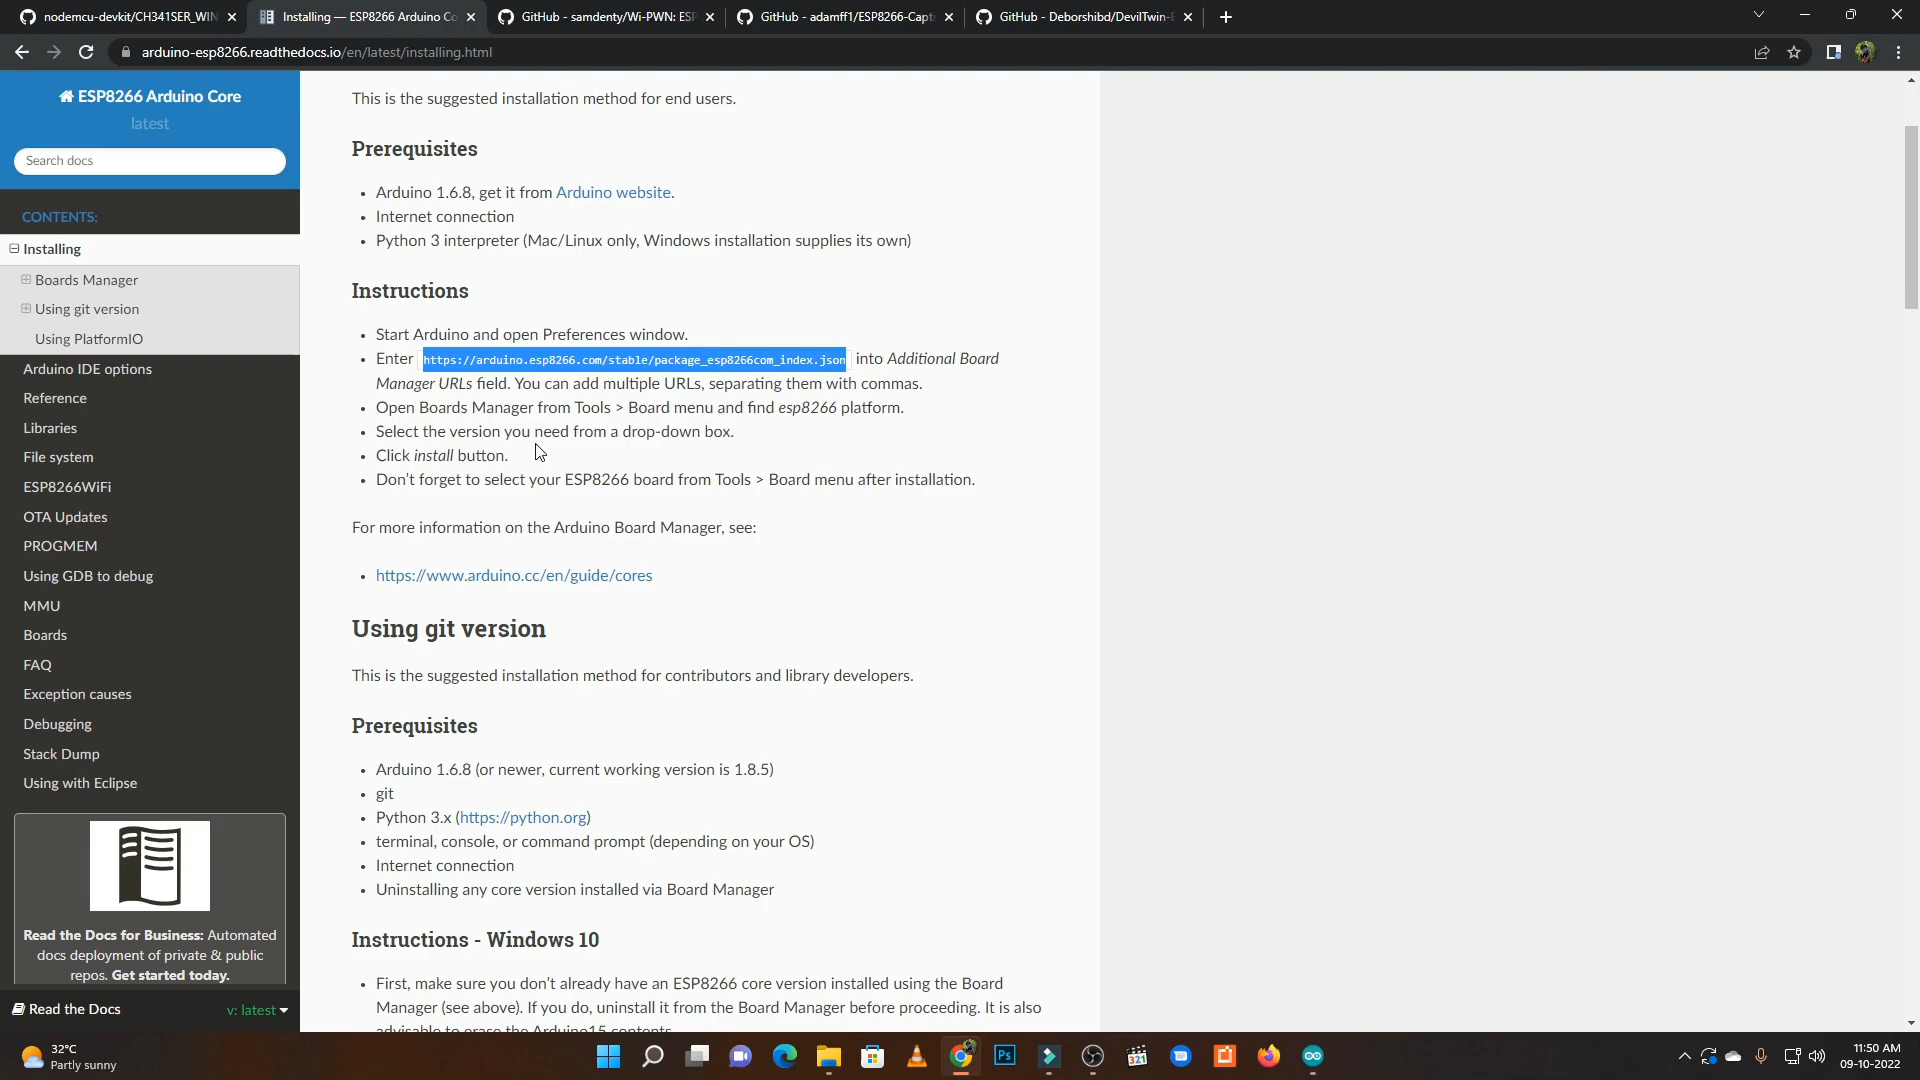 nodemcu-devkit/CH341SER_WIN
Installing — ESP8266 Arduino Co
GitHub - samdenty/Wi-PWN: ESP
GitHub - adamff1/ESP8266-Capti
GitHub - Deborshibd/DevilTwin-E
arduino-esp8266.readthedocs.io/en/latest/installing.html
ESP8266 Arduino Core
latest
Search docs
CONTENTS:
Installing
Boards Manager
Using git version
Using PlatformIO
Arduino IDE options
Reference
Libraries
File system
ESP8266WiFi
OTA Updates
PROGMEM
Using GDB to debug
MMU
Boards
FAQ
Exception causes
Debugging
Stack Dump
Using with Eclipse
Read the Docs for Business: Automated
docs deployment of private & public
repos. Get started today.
Read the Docs
v: latest
This is the suggested installation method for end users.
Prerequisites
• Arduino 1.6.8, get it from Arduino website.
• Internet connection
• Python 3 interpreter (Mac/Linux only, Windows installation supplies its own)
Instructions
• Start Arduino and open Preferences window.
• Enter https://arduino.esp8266.com/stable/package_esp8266com_index.json into Additional Board
Manager URLs field. You can add multiple URLs, separating them with commas.
• Open Boards Manager from Tools > Board menu and find esp8266 platform.
• Select the version you need from a drop-down box.
• Click install button.
• Don't forget to select your ESP8266 board from Tools > Board menu after installation.
For more information on the Arduino Board Manager, see:
• https://www.arduino.cc/en/guide/cores
Using git version
This is the suggested installation method for contributors and library developers.
Prerequisites
• Arduino 1.6.8 (or newer, current working version is 1.8.5)
• git
• Python 3.x (https://python.org)
• terminal, console, or command prompt (depending on your OS)
• Internet connection
• Uninstalling any core version installed via Board Manager
Instructions - Windows 10
• First, make sure you don't already have an ESP8266 core version installed using the Board
Manager (see above). If you do, uninstall it from the Board Manager before proceeding. It is also
advisable to erase the Arduino15 contents.
32°C
Partly sunny
Ps
321
11:50 AM
09-10-2022